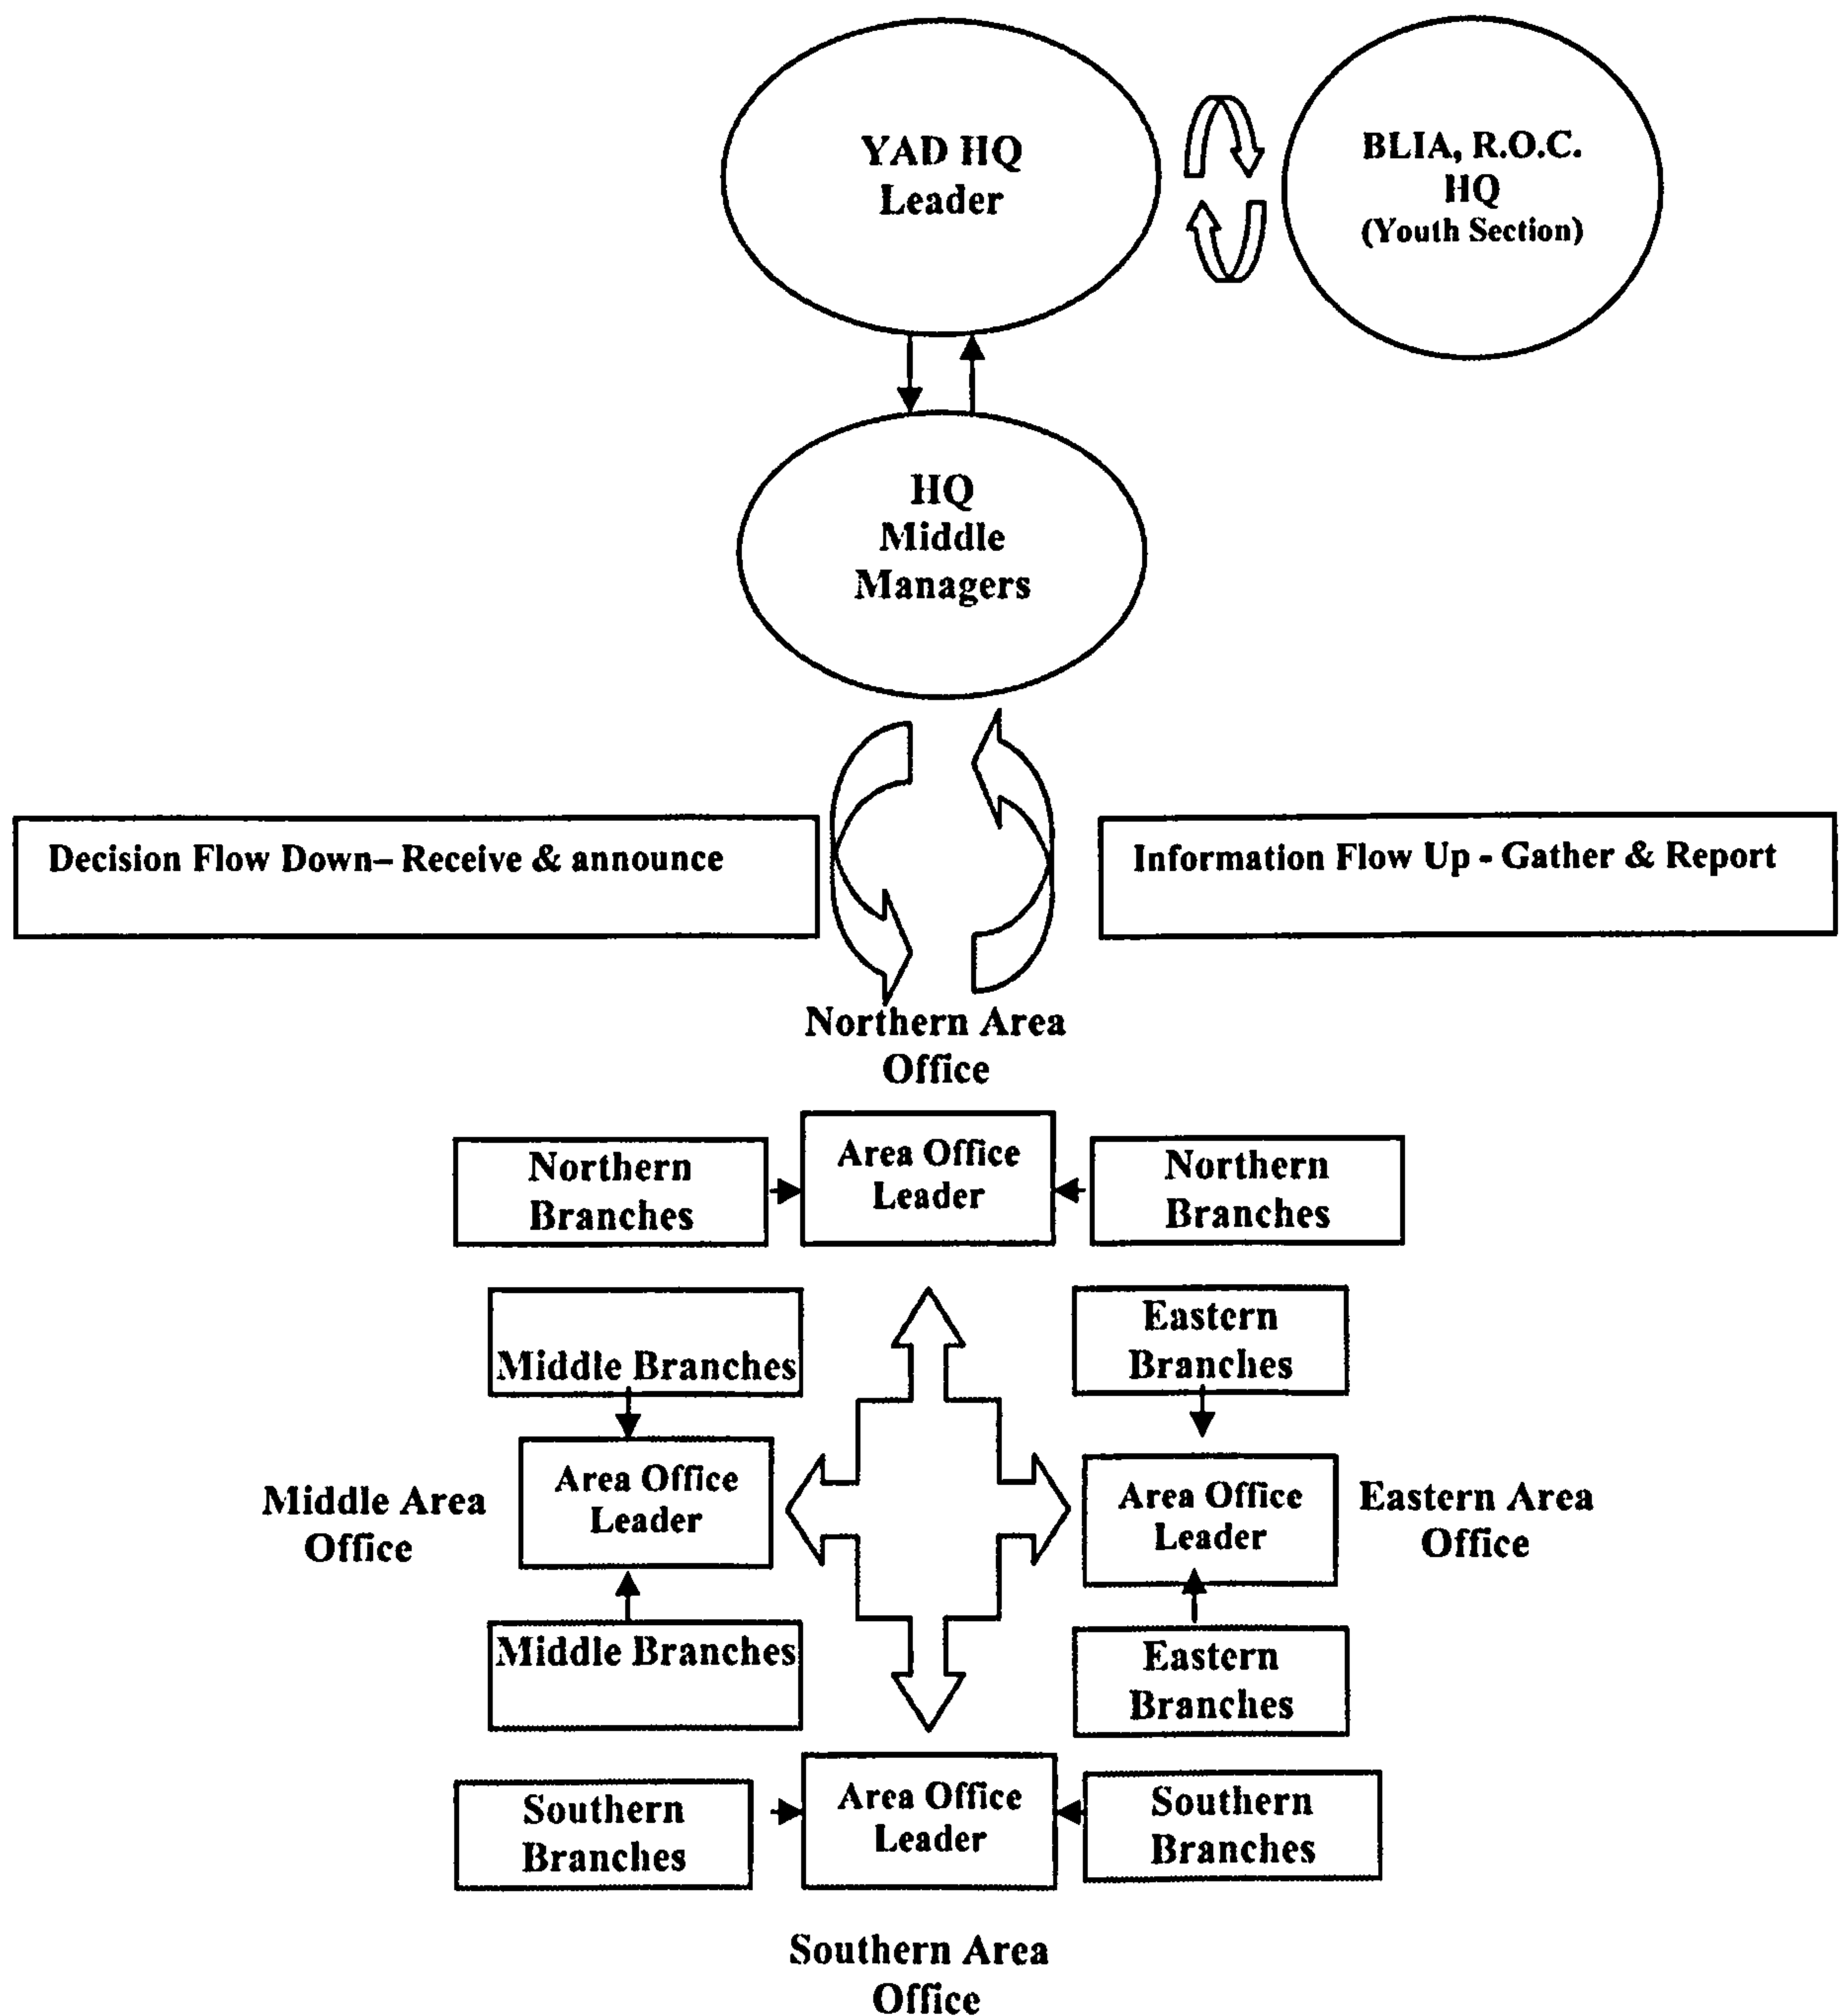 YAD HQ
Leader
BLIA, R.O.C.
HQ
(Youth Section)
HQ
Middle
Managers
Decision Flow Down– Receive & announce
Information Flow Up - Gather & Report
Northern Area
Office
Northern
Branches
Area Office
Leader
Northern
Branches
Middle Branches
Eastern
Branches
Middle Area
Office
Area Office
Leader
Area Office
Leader
Eastern Area
Office
Middle Branches
Eastern
Branches
Southern
Branches
Area Office
Leader
Southern
Branches
Southern Area
Office